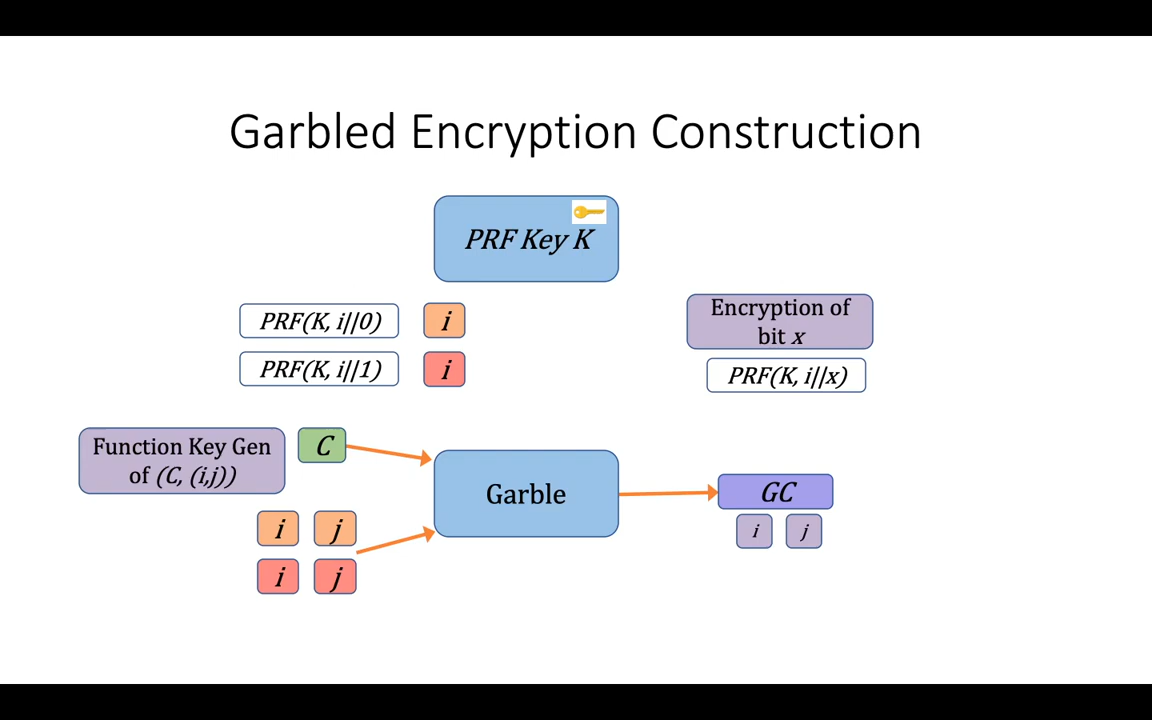 Garbled Encryption Construction
PRF Key K
PRF(K, i||0)
i
PRF(K, i||1)
i
Encryption of
bit x
PRF(K, i||x)
Function Key Gen
of (C, (i,j))
C
i
j
i
j
Garble
GC
i
j